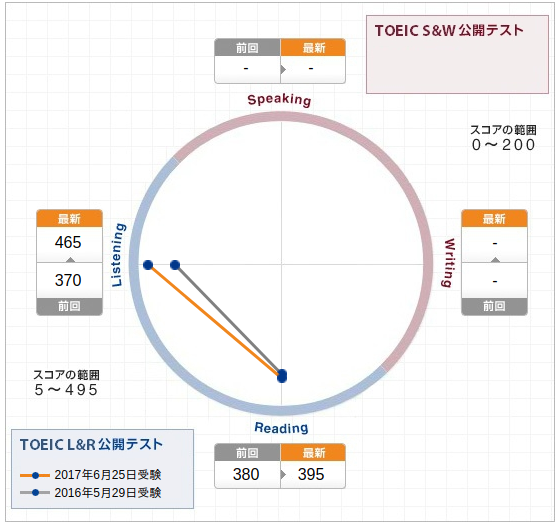 TOEIC S&W 公開テスト
前回 最新
- -
Speaking
スコアの範囲
0～200
最新
465
370
前回
Listening
Writing
最新
-
-
前回
スコアの範囲
5～495
Reading
TOEIC L&R 公開テスト
2017年6月25日受験
2016年5月29日受験
前回 最新
380 395